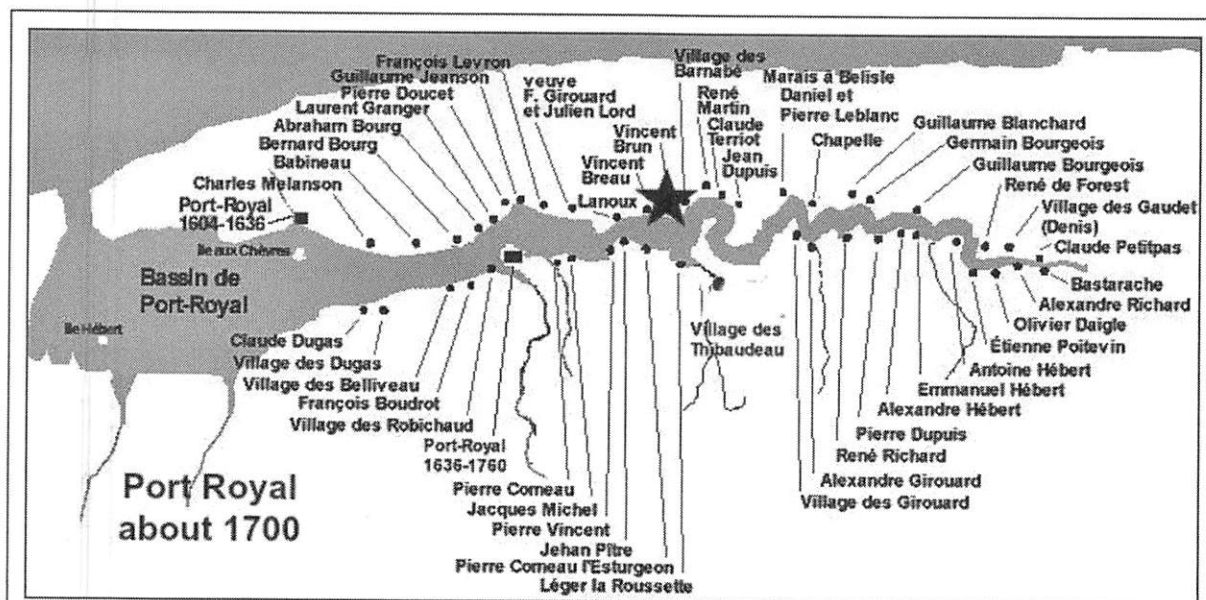 François Levron
Guillaume Jeanson
Pierre Doucet
Laurent Granger
Abraham Bourg
Bernard Bourg
Babineau
Charles Melanson
Port-Royal
1604-1636
Ile aux Chèvres
Bassin de
Port-Royal
Ile Hébert
veuve
F. Girouard
et Julien Lord
Lanoux
Vincent
Breau
Vincent
Brun
Village des
Barnabé
René
Martin
Claude
Terriot
Jean
Dupuis
Marais à Belisle
Daniel et
Pierre Leblanc
Chapelle
Guillaume Blanchard
Germain Bourgeois
Guillaume Bourgeois
René de Forest
Village des Gaudet
(Denis)
Claude Petitpas
Bastarache
Alexandre Richard
Olivier Daigle
Étienne Poitevin
Antoine Hébert
Emmanuel Hébert
Alexandre Hébert
Pierre Dupuis
René Richard
Alexandre Girouard
Village des Girouard
Village des
Thibaudeau
Claude Dugas
Village des Dugas
Village des Belliveau
François Boudrot
Village des Robichaud
Port-Royal
1636-1760
Pierre Comeau
Jacques Michel
Pierre Vincent
Jehan Pître
Pierre Comeau l'Esturgeon
Léger la Roussette
Port Royal
about 1700